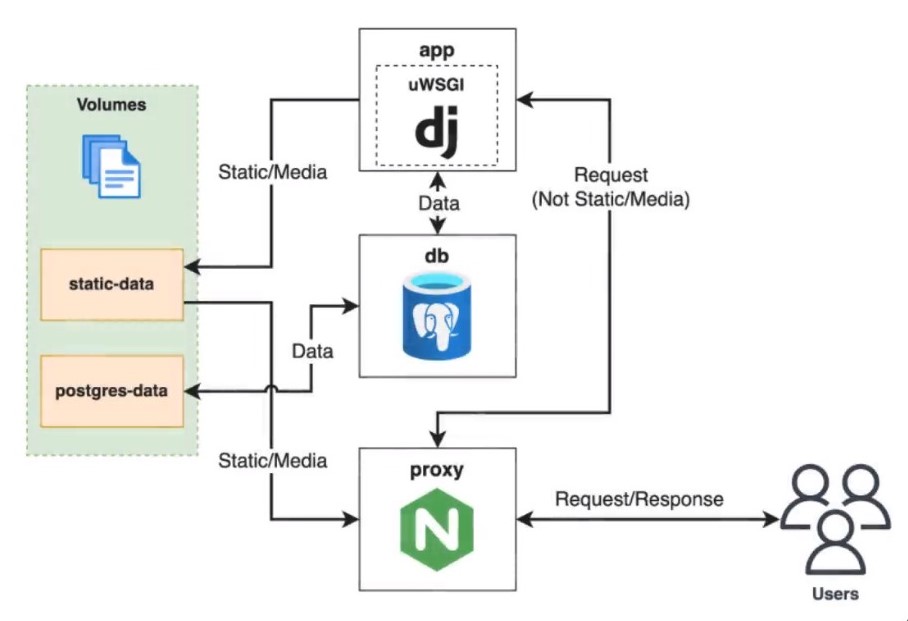 app
uWSGI
dj
Volumes
Static/Media
Request
(Not Static/Media)
Data
db
static-data
Data
postgres-data
Static/Media
proxy
N
Request/Response
Users